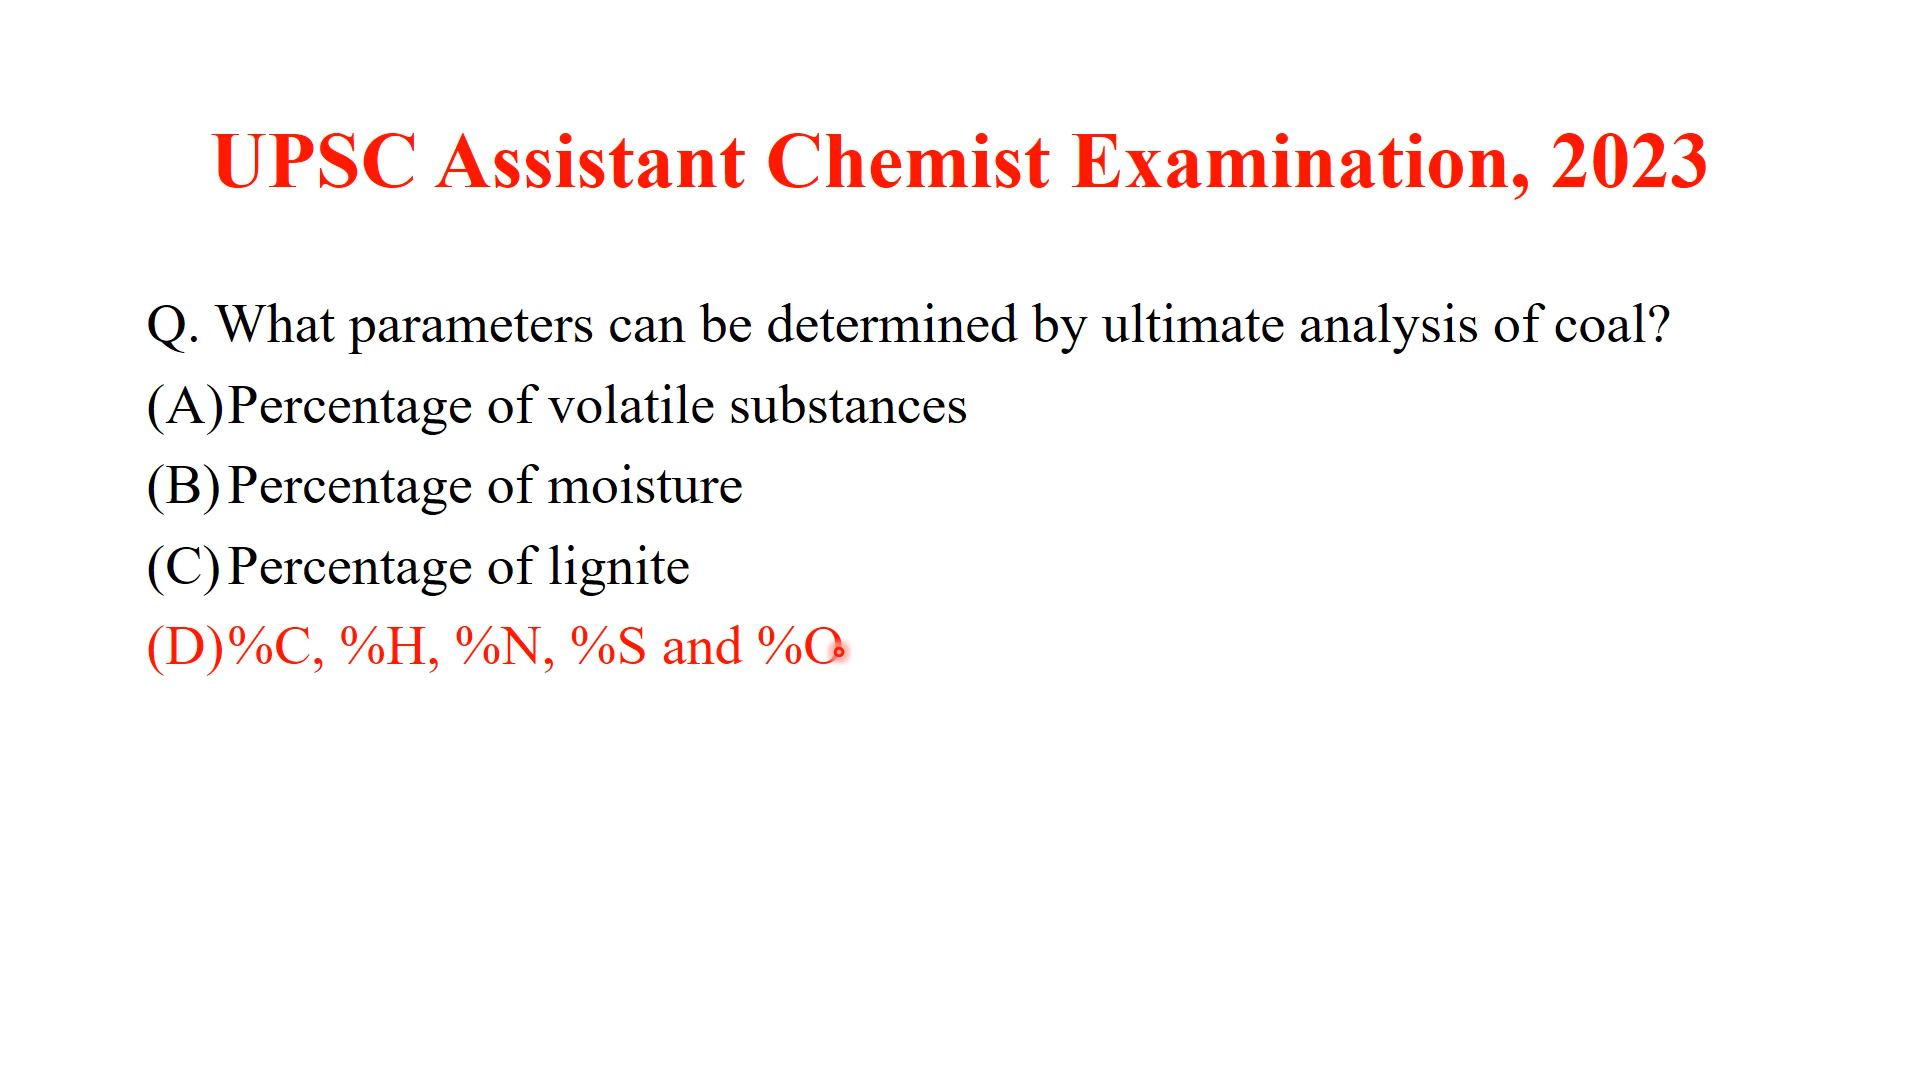 UPSC Assistant Chemist Examination, 2023
Q. What parameters can be determined by ultimate analysis of coal?
(A) Percentage of volatile substances
(B) Percentage of moisture
(C) Percentage of lignite
(D) %C, %H, %N, %S and %O